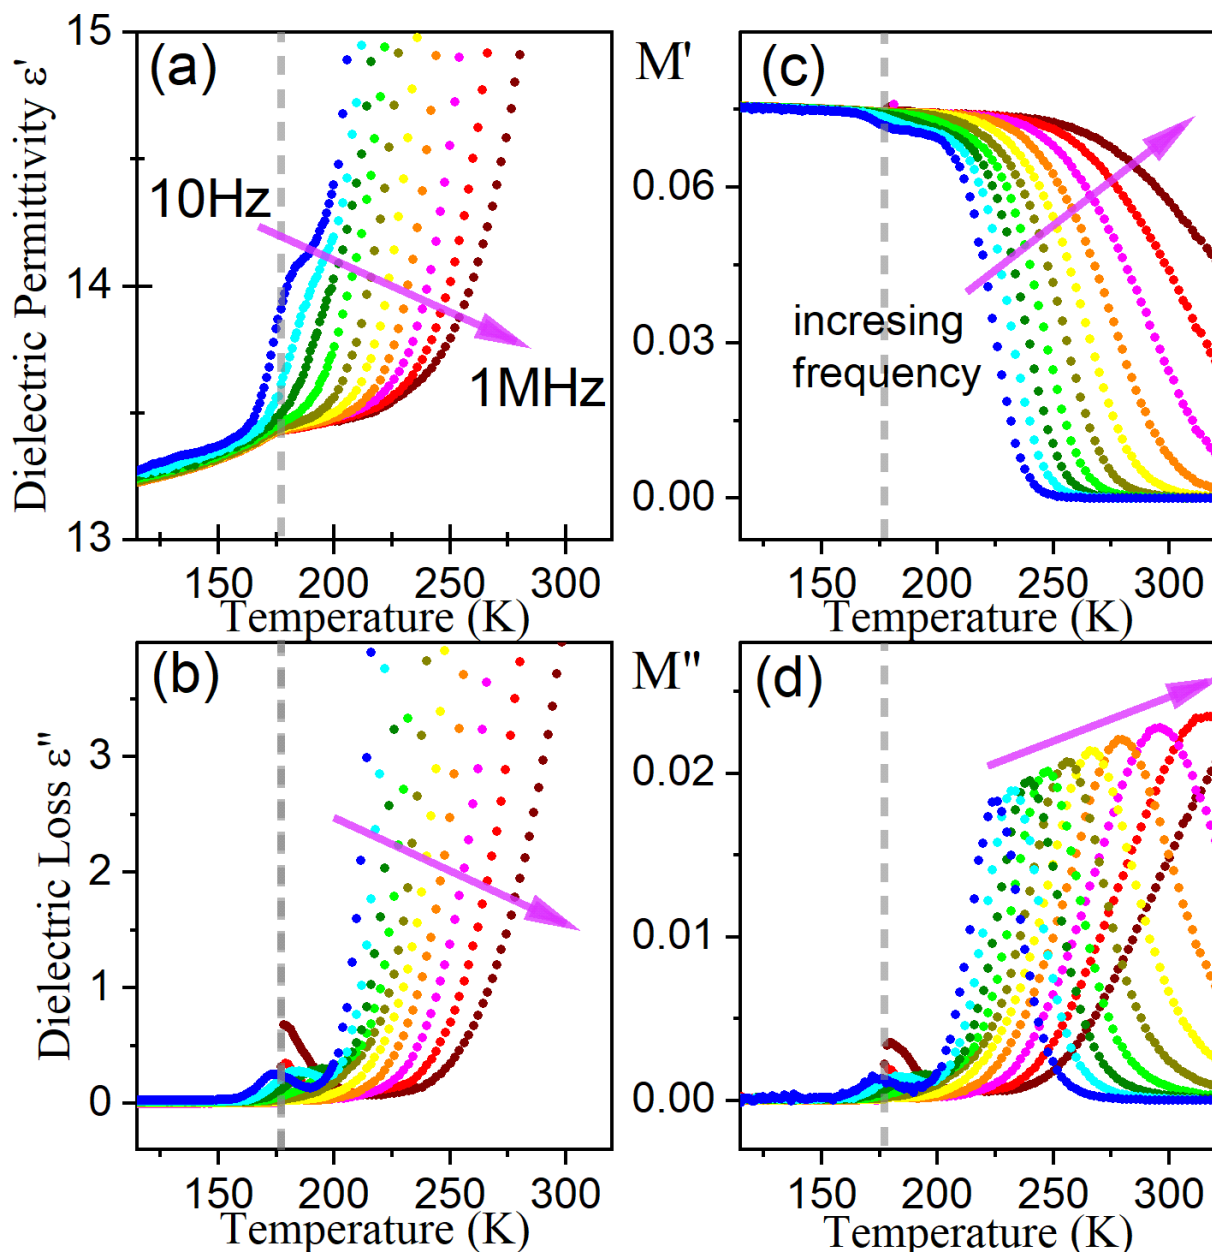 (a)
Dielectric Permittivity ε'
15
14
13
10Hz
1MHz
150 200 250 300
Temperature (K)
(c)
M'
0.06
0.03
0.00
incresing
frequency
150 200 250 300
Temperature (K)
(b)
Dielectric Loss ε"
3
2
1
0
150 200 250 300
Temperature (K)
(d)
M"
0.02
0.01
0.00
150 200 250 300
Temperature (K)